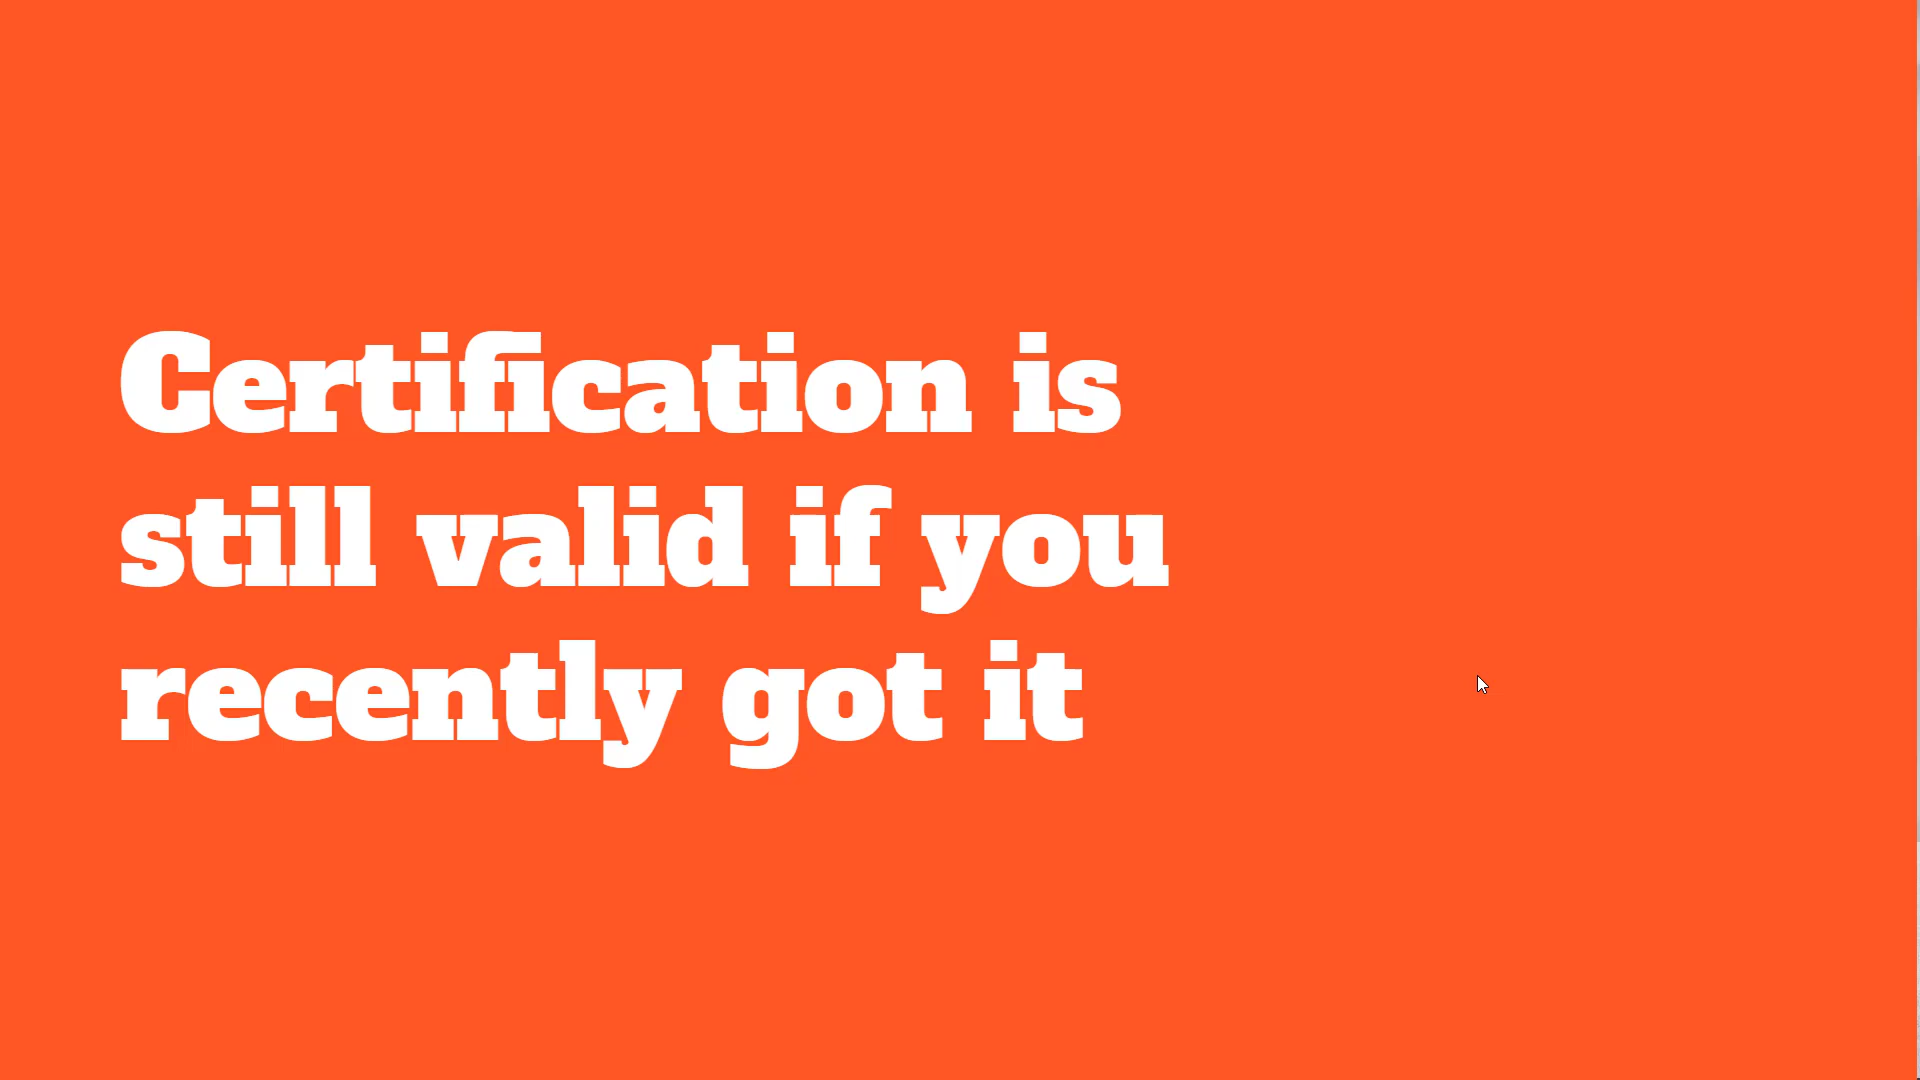 Certification is
still valid if you
recently got it